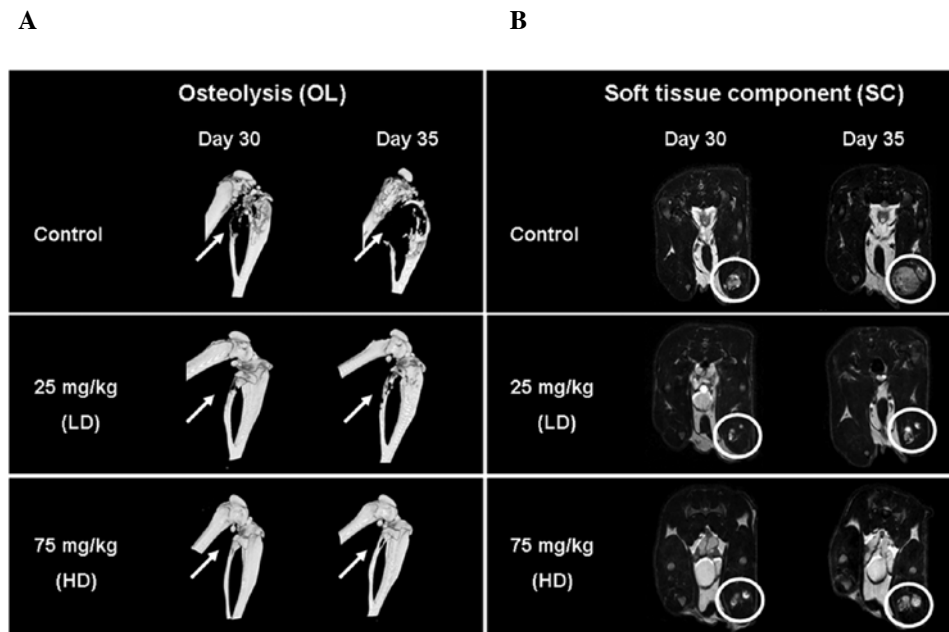 A
B
Osteolysis (OL)
Day 30
Day 35
Control
25 mg/kg
(LD)
75 mg/kg
(HD)
Soft tissue component (SC)
Day 30
Day 35
Control
25 mg/kg
(LD)
75 mg/kg
(HD)